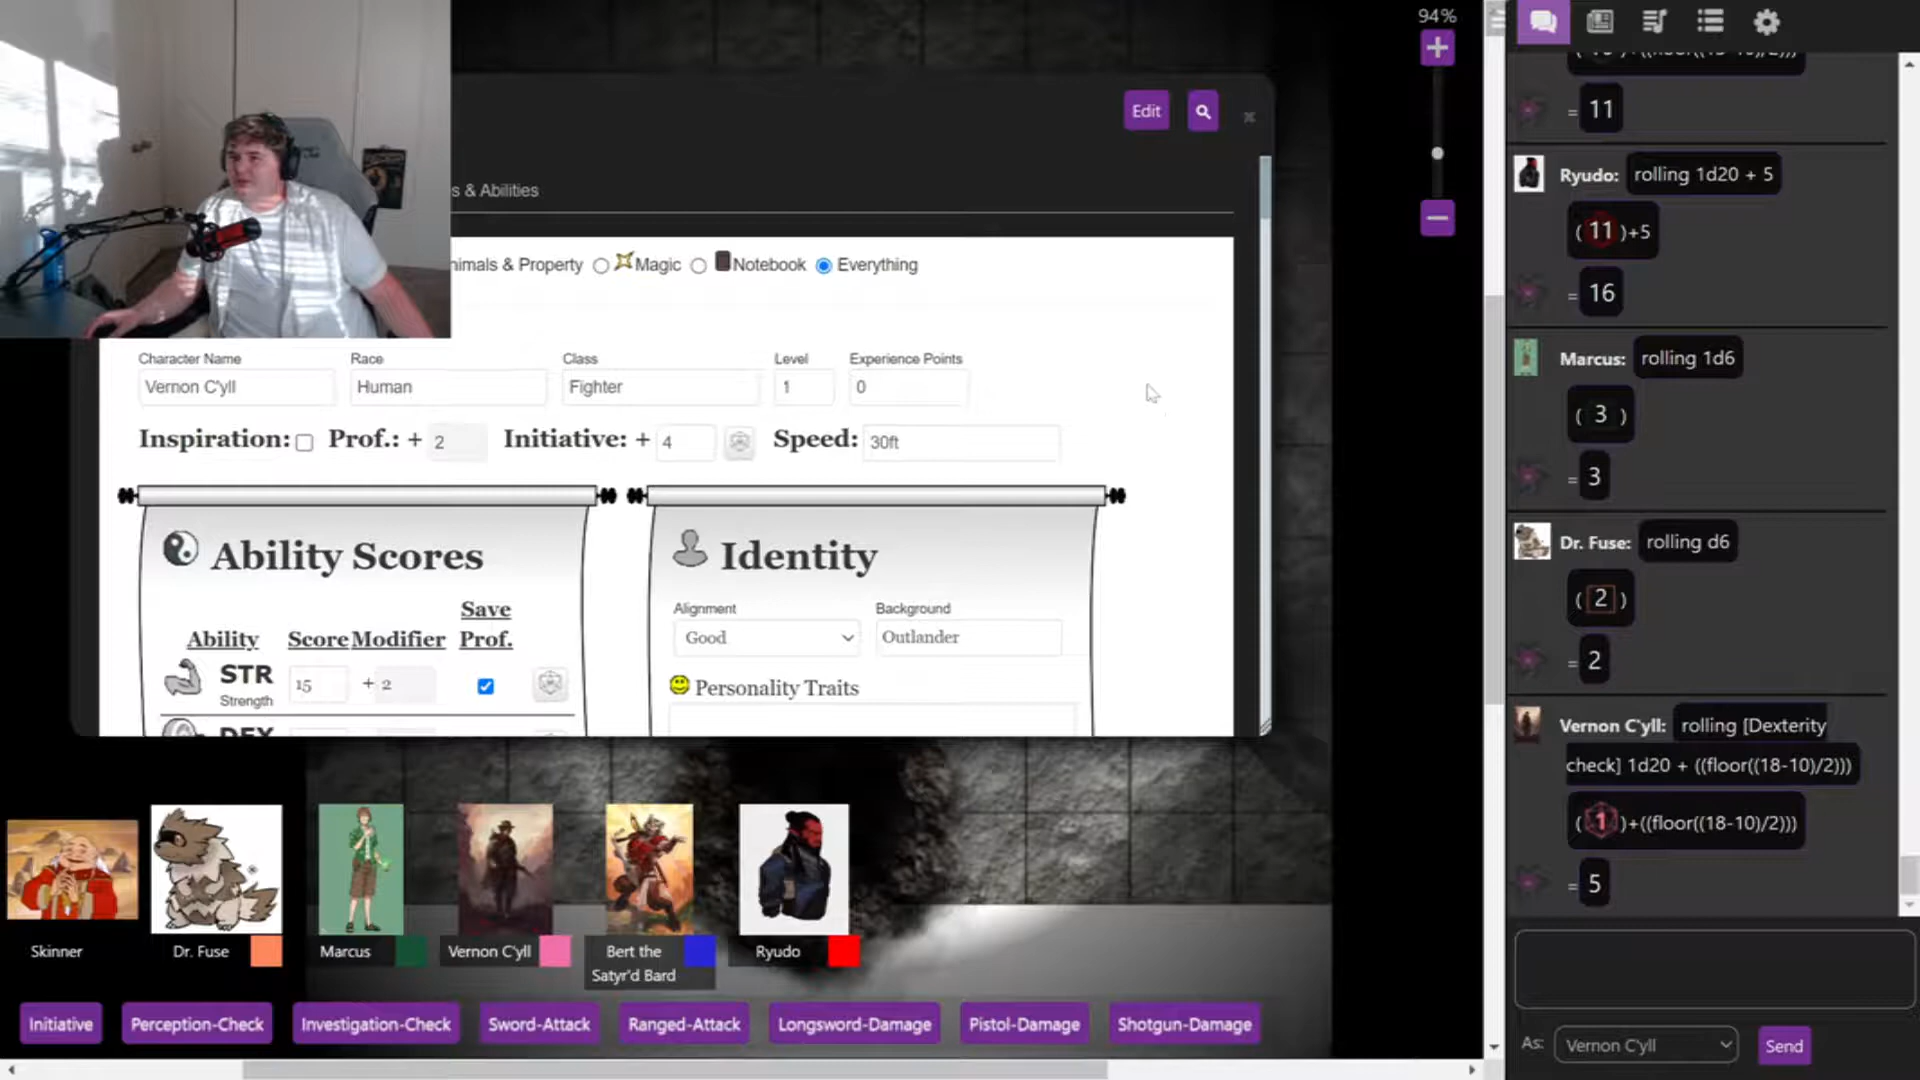 94%
Edit
s & Abilities
nimals & Property Magic Notebook Everything
Character Name Race Class Level Experience Points
Vernon C'yll Human Fighter 1 0
Inspiration: Prof.: + 2 Initiative: + 4 Speed: 30ft
Ability Scores
Ability Score Modifier Save Prof.
STR 15 + 2
Strength
DEX
Identity
Alignment Background
Good Outlander
Personality Traits
Skinner
Dr. Fuse
Marcus
Vernon C'yll
Bert the
Satyr'd Bard
Ryudo
Initiative Perception-Check Investigation-Check Sword-Attack Ranged-Attack Longsword-Damage Pistol-Damage Shotgun-Damage
= 11
Ryudo: rolling 1d20 + 5
(11)+5
= 16
Marcus: rolling 1d6
(3)
= 3
Dr. Fuse: rolling d6
(2)
= 2
Vernon C'yll: rolling [Dexterity
check] 1d20 + ((floor((18-10)/2)))
(1)+((floor((18-10)/2)))
= 5
As: Vernon C'yll Send